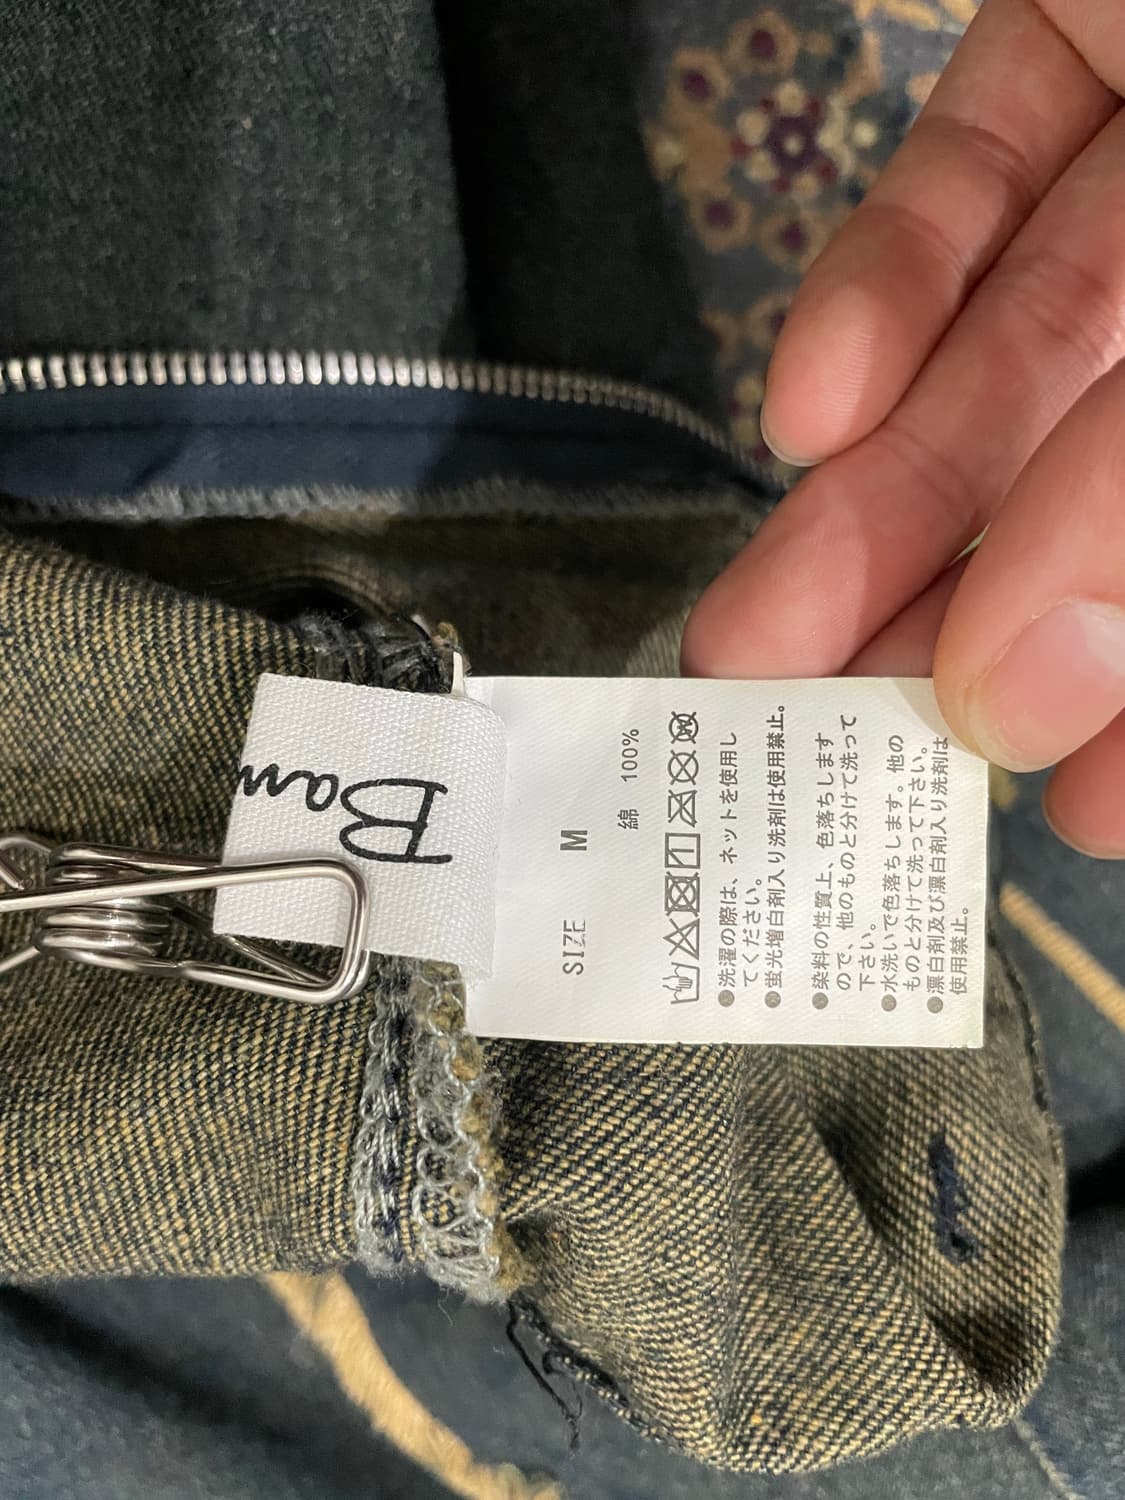 Bam
SIZE M
綿 100%
●洗濯の際は、ネットを使用し
てください。
●蛍光増白剤入り洗剤は使用禁止。
●染料の性質上、色落ちします
ので、他のものと分けて洗って
下さい。
●水洗いで色落ちします。他の
ものと分けて洗って下さい。
●漂白剤及び漂白剤入り洗剤は
使用禁止。